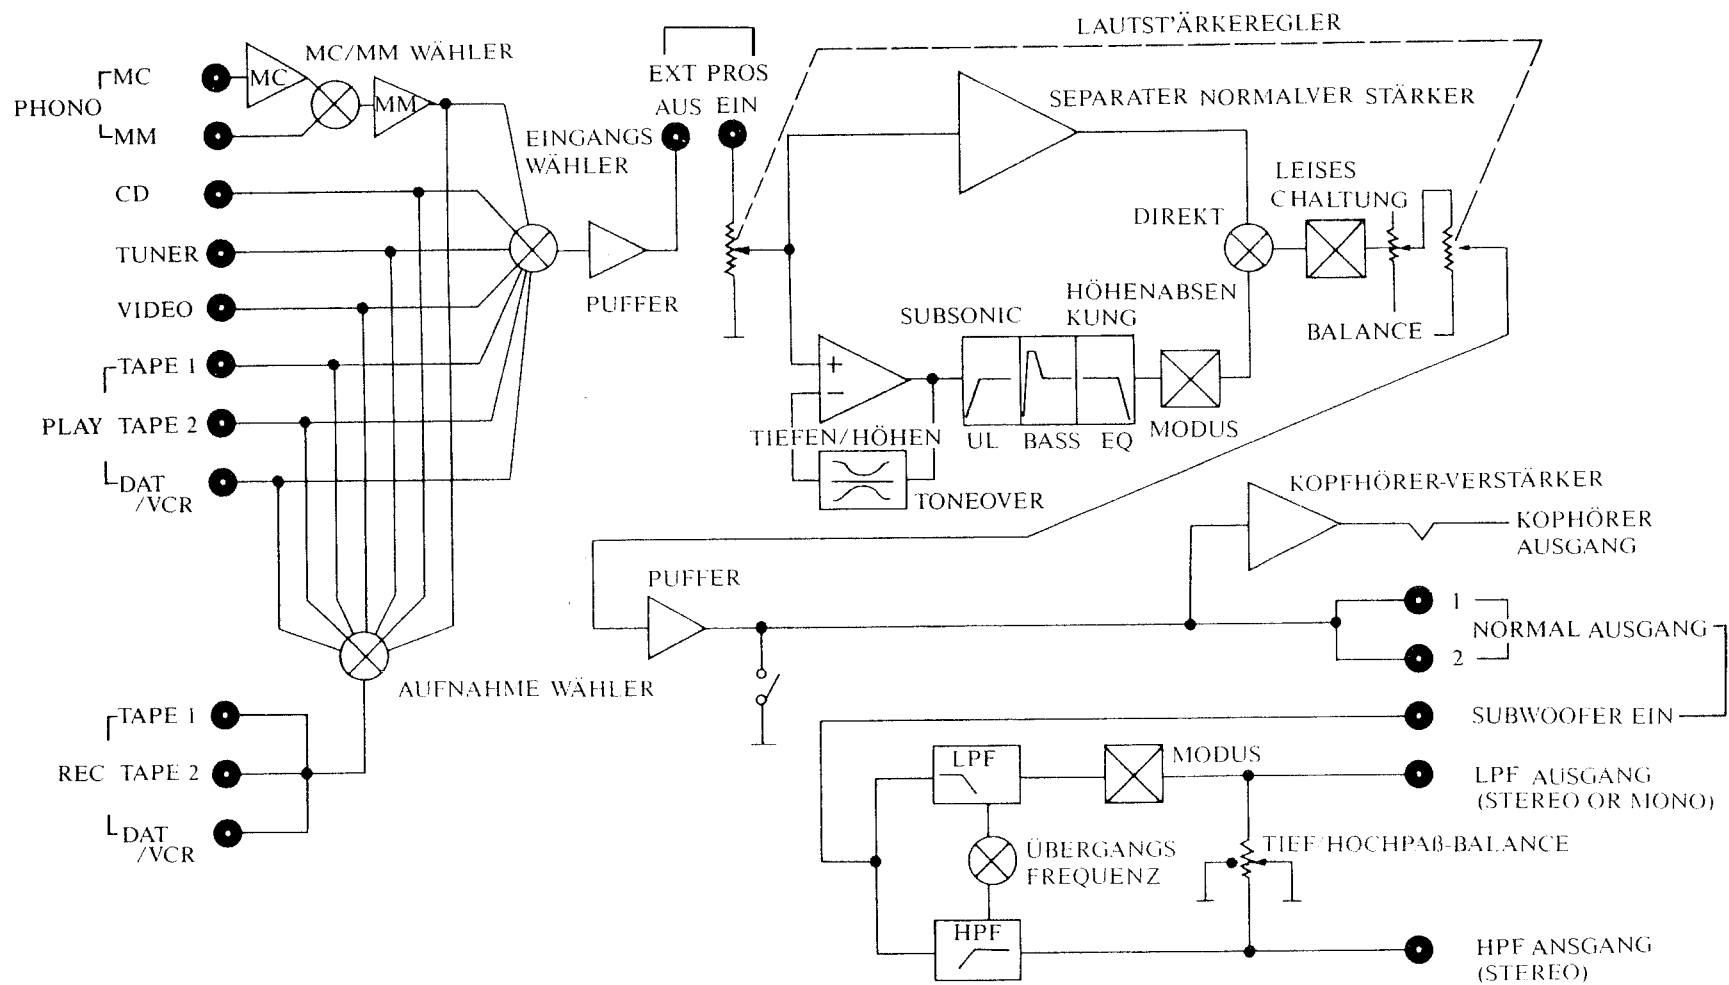 MC/MM WÄHLER
PHONO
MC
MM
MC
MM
CD
TUNER
VIDEO
PLAY
TAPE 1
TAPE 2
DAT
/VCR
EINGANGS
WÄHLER
PUFFER
EXT PROS
AUS EIN
LAUTST'ÄRKEREGLER
SEPARATER NORMALVER STÄRKER
DIREKT
LEISES
CHALTUNG
BALANCE
SUBSONIC
HÖHENABSEN
KUNG
+
−
UL
BASS
EQ
MODUS
TIEFEN/HÖHEN
TONEOVER
AUFNAHME WÄHLER
REC
TAPE 1
TAPE 2
DAT
/VCR
PUFFER
KOPFHÖRER-VERSTÄRKER
KOPHÖRER
AUSGANG
1
NORMAL AUSGANG
2
SUBWOOFER EIN
LPF
MODUS
LPF AUSGANG
(STEREO OR MONO)
ÜBERGANGS
FREQUENZ
TIEF/HOCHPAß-BALANCE
HPF
HPF ANSGANG
(STEREO)